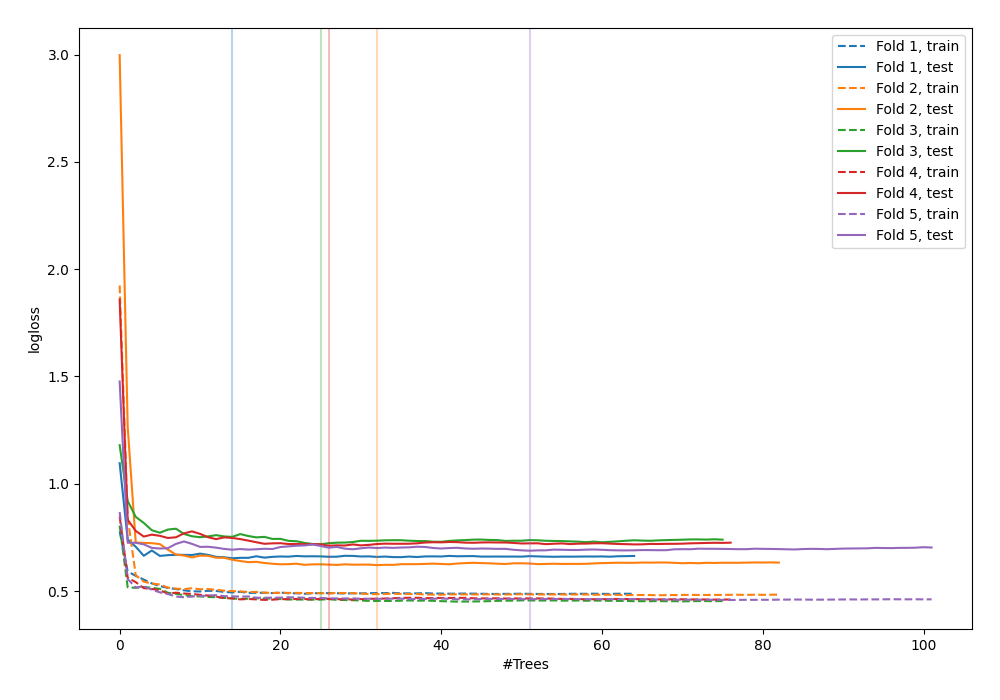 3.0
2.5
2.0
1.5
1.0
0.5
logloss
0
20
40
60
80
100
#Trees
Fold 1, train
Fold 1, test
Fold 2, train
Fold 2, test
Fold 3, train
Fold 3, test
Fold 4, train
Fold 4, test
Fold 5, train
Fold 5, test